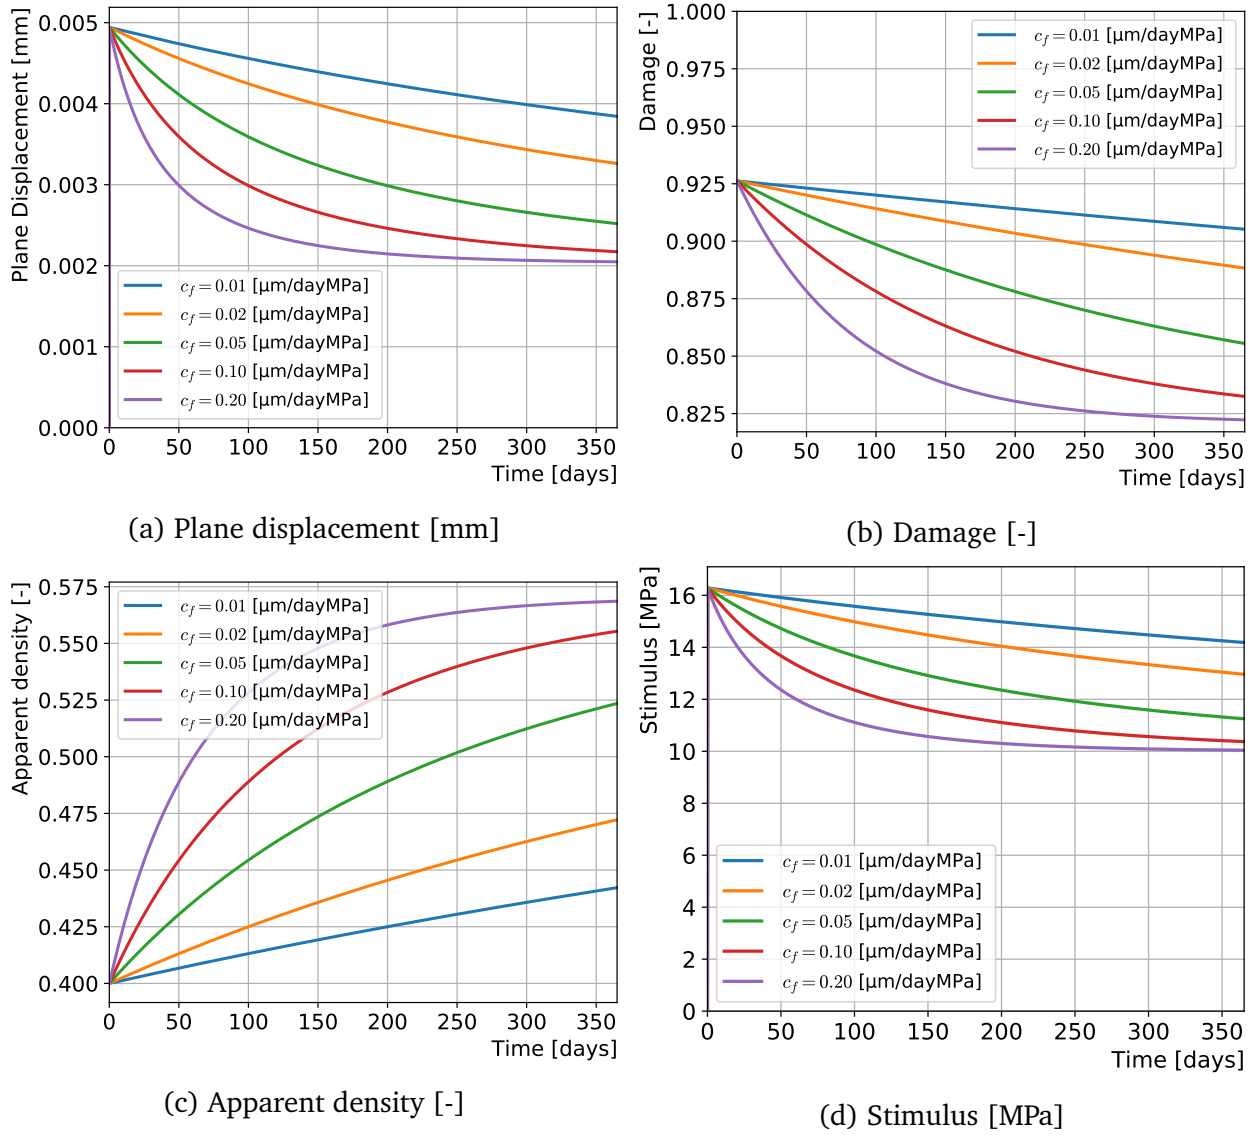 Plane Displacement [mm]
0.005
0.004
0.003
0.002
0.001
0.000
c_f = 0.01 [μm/dayMPa]
c_f = 0.02 [μm/dayMPa]
c_f = 0.05 [μm/dayMPa]
c_f = 0.10 [μm/dayMPa]
c_f = 0.20 [μm/dayMPa]
0 50 100 150 200 250 300 350
Time [days]
(a) Plane displacement [mm]
Damage [-]
1.000
0.975
0.950
0.925
0.900
0.875
0.850
0.825
c_f = 0.01 [μm/dayMPa]
c_f = 0.02 [μm/dayMPa]
c_f = 0.05 [μm/dayMPa]
c_f = 0.10 [μm/dayMPa]
c_f = 0.20 [μm/dayMPa]
0 50 100 150 200 250 300 350
Time [days]
(b) Damage [-]
Apparent density [-]
0.575
0.550
0.525
0.500
0.475
0.450
0.425
0.400
c_f = 0.01 [μm/dayMPa]
c_f = 0.02 [μm/dayMPa]
c_f = 0.05 [μm/dayMPa]
c_f = 0.10 [μm/dayMPa]
c_f = 0.20 [μm/dayMPa]
0 50 100 150 200 250 300 350
Time [days]
(c) Apparent density [-]
Stimulus [MPa]
16
14
12
10
8
6
4
2
0
c_f = 0.01 [μm/dayMPa]
c_f = 0.02 [μm/dayMPa]
c_f = 0.05 [μm/dayMPa]
c_f = 0.10 [μm/dayMPa]
c_f = 0.20 [μm/dayMPa]
0 50 100 150 200 250 300 350
Time [days]
(d) Stimulus [MPa]